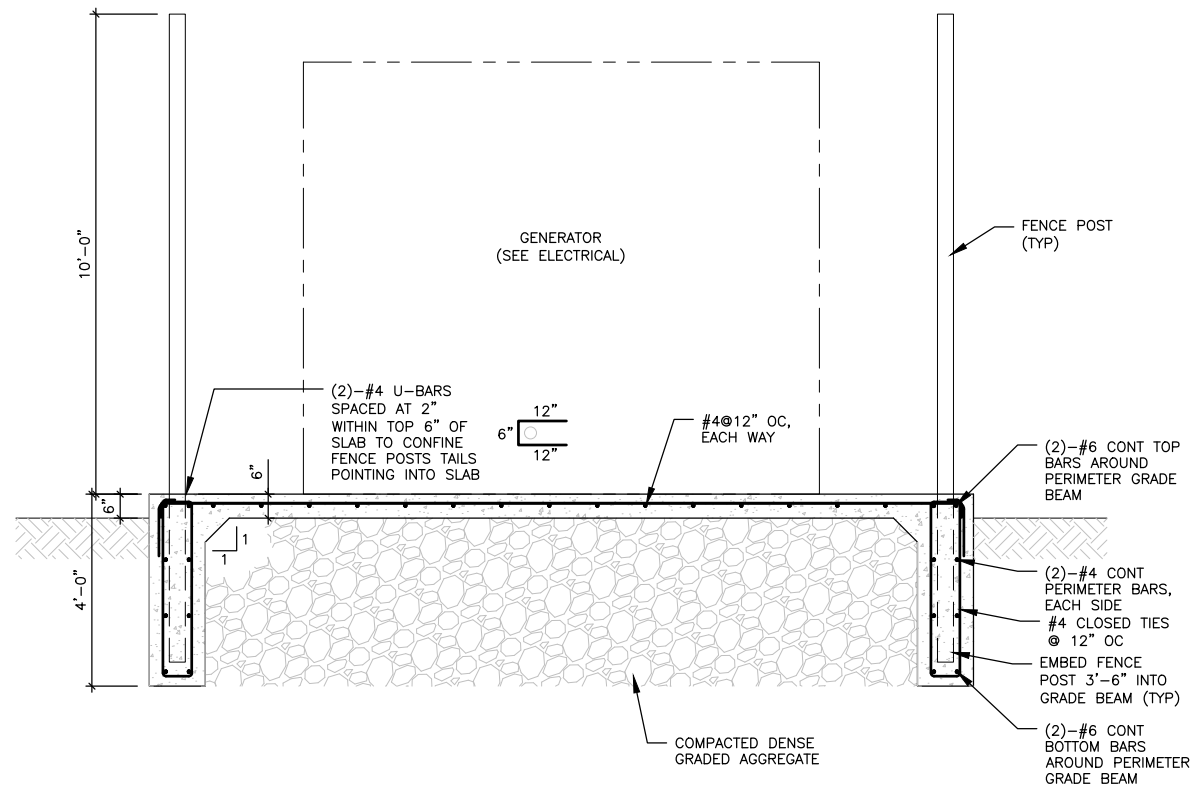 10'-0"
GENERATOR
(SEE ELECTRICAL)
FENCE POST
(TYP)
(2)-#4 U-BARS
SPACED AT 2"
WITHIN TOP 6" OF
SLAB TO CONFINE
FENCE POSTS TAILS
POINTING INTO SLAB
12"
6"
12"
#4@12" OC,
EACH WAY
6"
6"
(2)-#6 CONT TOP
BARS AROUND
PERIMETER GRADE
BEAM
1
1
4'-0"
(2)-#4 CONT
PERIMETER BARS,
EACH SIDE
#4 CLOSED TIES
@ 12" OC
EMBED FENCE
POST 3'-6" INTO
GRADE BEAM (TYP)
(2)-#6 CONT
BOTTOM BARS
AROUND PERIMETER
GRADE BEAM
COMPACTED DENSE
GRADED AGGREGATE